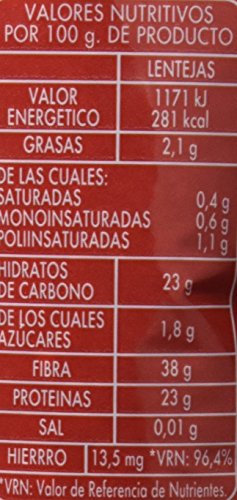 VALORES NUTRITIVOS
POR 100 g. DE PRODUCTO
LENTEJAS
VALOR 1171 kJ
ENERGETICO 281 kcal
GRASAS 2,1 g
DE LAS CUALES:
SATURADAS 0,4 g
MONOINSATURADAS 0,6 g
POLIINSATURADAS 1,1 g
HIDRATOS
DE CARBONO 23 g
DE LOS CUALES
AZÚCARES 1,8 g
FIBRA 38 g
PROTEINAS 23 g
SAL 0,01 g
HIERRRO 13,5 mg *VRN: 96,4%
*VRN: Valor de Referencia de Nutrientes.